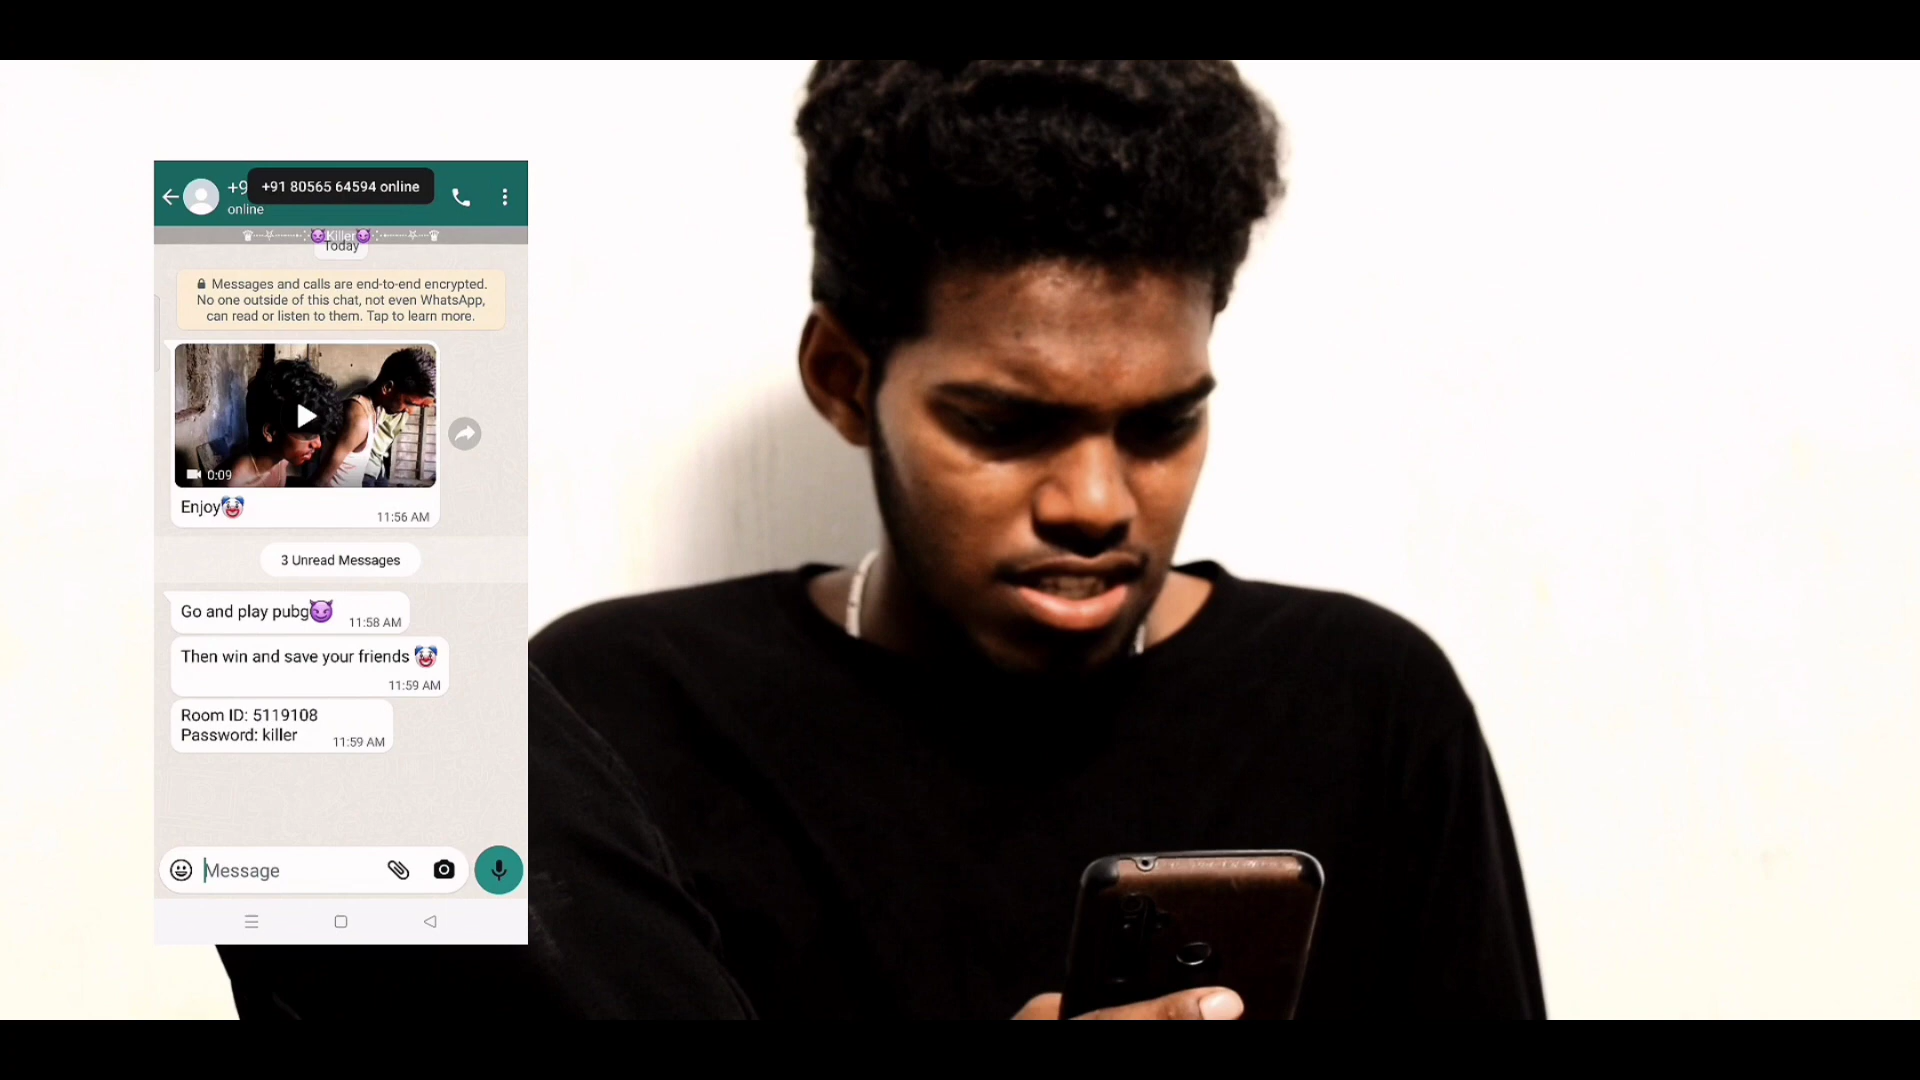 +9
+91 80565 64594 online
online
Killer
Today
Messages and calls are end-to-end encrypted.
No one outside of this chat, not even WhatsApp,
can read or listen to them. Tap to learn more.
0:09
Enjoy🤡
11:56 AM
3 Unread Messages
Go and play pubg😈
11:58 AM
Then win and save your friends 🤡
11:59 AM
Room ID: 5119108
Password: killer
11:59 AM
Message